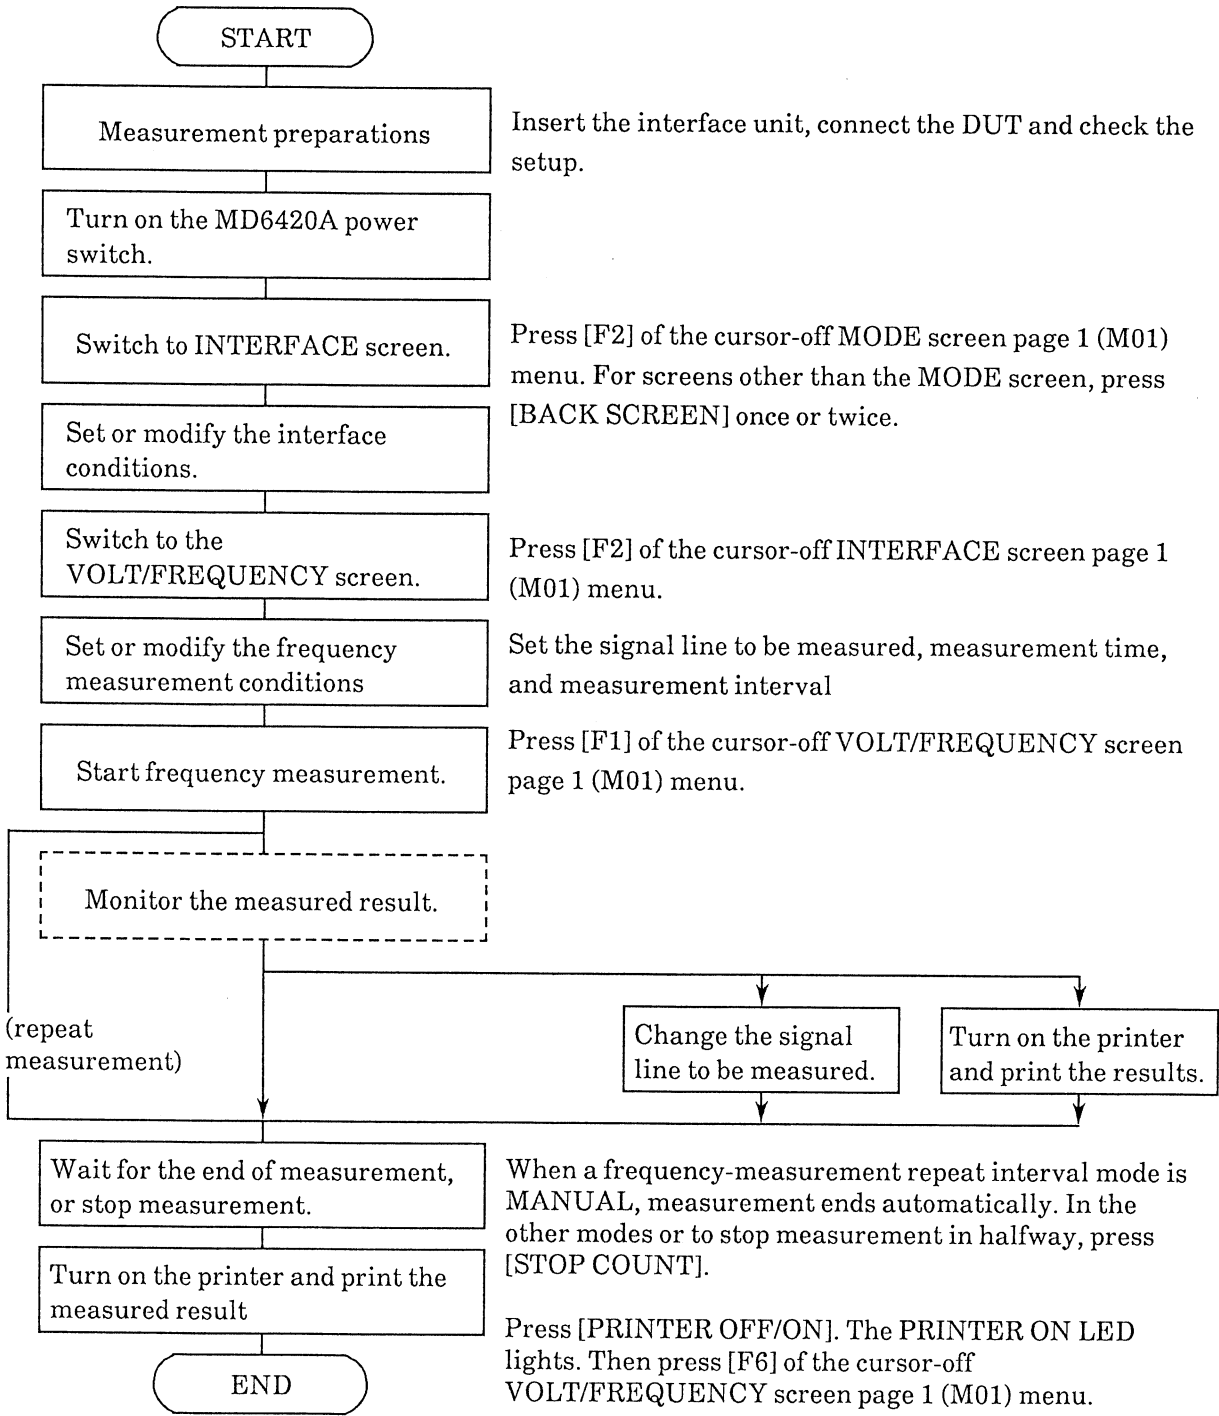 START
Measurement preparations
Insert the interface unit, connect the DUT and check the
setup.
Turn on the MD6420A power
switch.
Switch to INTERFACE screen.
Press [F2] of the cursor-off MODE screen page 1 (M01)
menu. For screens other than the MODE screen, press
[BACK SCREEN] once or twice.
Set or modify the interface
conditions.
Switch to the
VOLT/FREQUENCY screen.
Press [F2] of the cursor-off INTERFACE screen page 1
(M01) menu.
Set or modify the frequency
measurement conditions
Set the signal line to be measured, measurement time,
and measurement interval
Start frequency measurement.
Press [F1] of the cursor-off VOLT/FREQUENCY screen
page 1 (M01) menu.
Monitor the measured result.
(repeat
measurement)
Change the signal
line to be measured.
Turn on the printer
and print the results.
Wait for the end of measurement,
or stop measurement.
When a frequency-measurement repeat interval mode is
MANUAL, measurement ends automatically. In the
other modes or to stop measurement in halfway, press
[STOP COUNT].
Turn on the printer and print the
measured result
Press [PRINTER OFF/ON]. The PRINTER ON LED
lights. Then press [F6] of the cursor-off
VOLT/FREQUENCY screen page 1 (M01) menu.
END